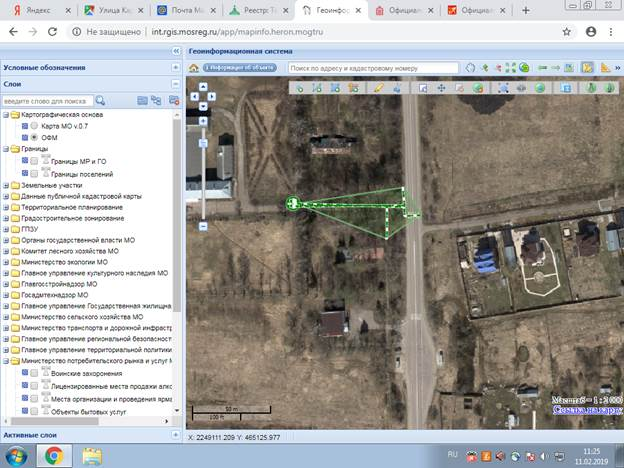 Яндекс
Улица Ка
Почта Ма
Реестр: Т
Геоинфор
Официал
Официал
Не защищено | int.rgis.mosreg.ru/app/mapinfo.heron.mogtru
Условные обозначения
Слои
введите слово для поиска
Картографическая основа
Карта МО v.0.7
ОФМ
Границы
Границы МР и ГО
Границы поселений
Земельные участки
Данные публичной кадастровой карты
Территориальное планирование
Градостроительное зонирование
ГПЗУ
Органы государственной власти МО
Комитет лесного хозяйства МО
Министерство экологии МО
Главное управление культурного наследия МО
Главгосстройнадзор МО
Госадмтехнадзор МО
Главное управление Государственная жилищна
Министерство сельского хозяйства МО
Министерство транспорта и дорожной инфраст
Главное управление региональной безопасност
Главное управление территориальной политики
Министерство потребительского рынка и услуг М
Воинские захоронения
Лицензированные места продажи алко
Места организации и проведения ярма
Объекты бытовых услуг
Активные слои
Геоинформационная система
Информация об объекте
Поиск по адресу и кадастровому номеру
50 m
100 ft
Масштаб = 1 : 2 000
Ссылка на карту
X: 2249111.209 Y: 465125.977
RU
11:25
11.02.2019